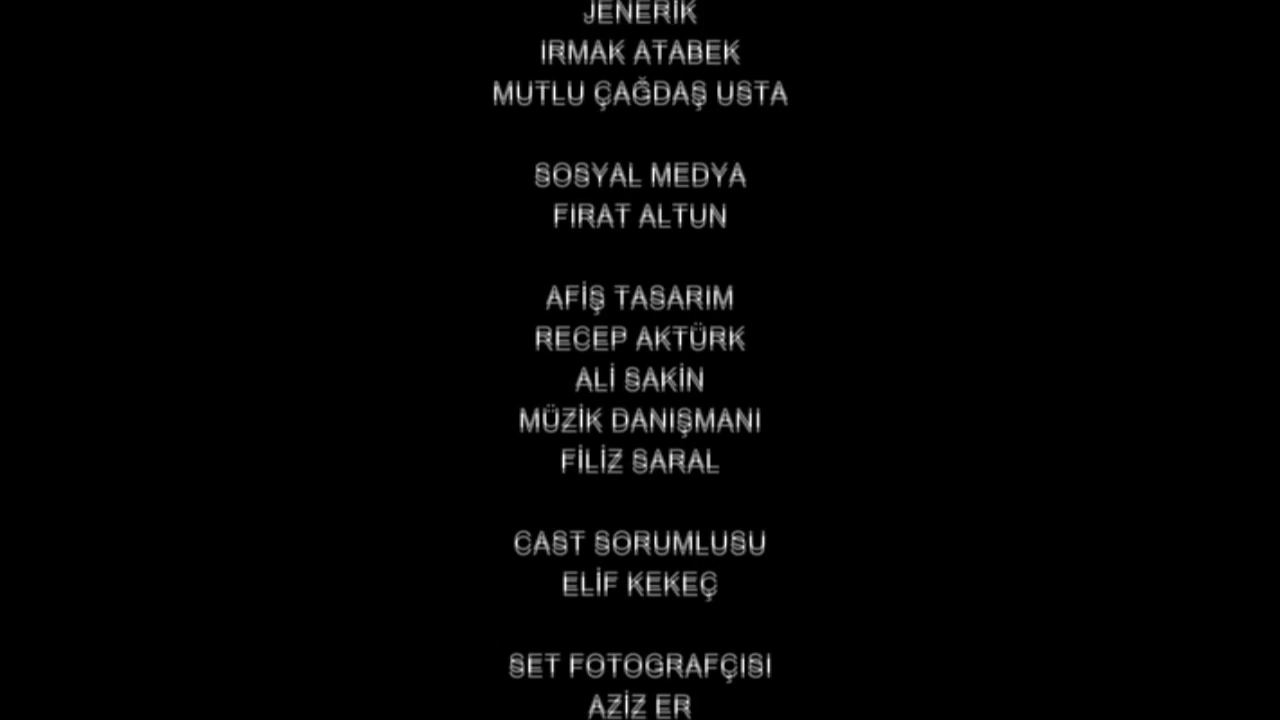 JENERİK
IRMAK ATABEK
MUTLU ÇAĞDAŞ USTA
SOSYAL MEDYA
FIRAT ALTUN
AFİŞ TASARIM
RECEP AKTÜRK
ALİ SAKİN
MÜZİK DANIŞMANI
FİLİZ SARAL
CAST SORUMLUSU
ELİF KEKEÇ
SET FOTOGRAFÇISI
AZİZ ER